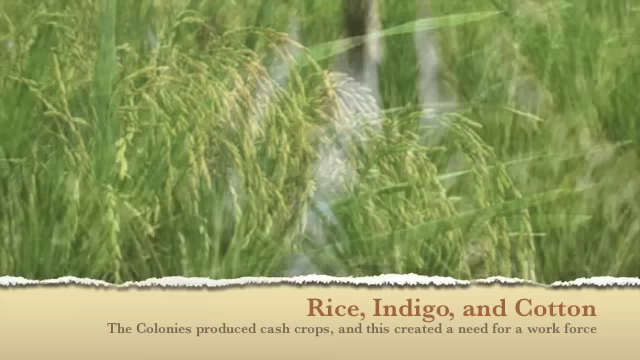 Rice, Indigo, and Cotton
The Colonies produced cash crops, and this created a need for a work force